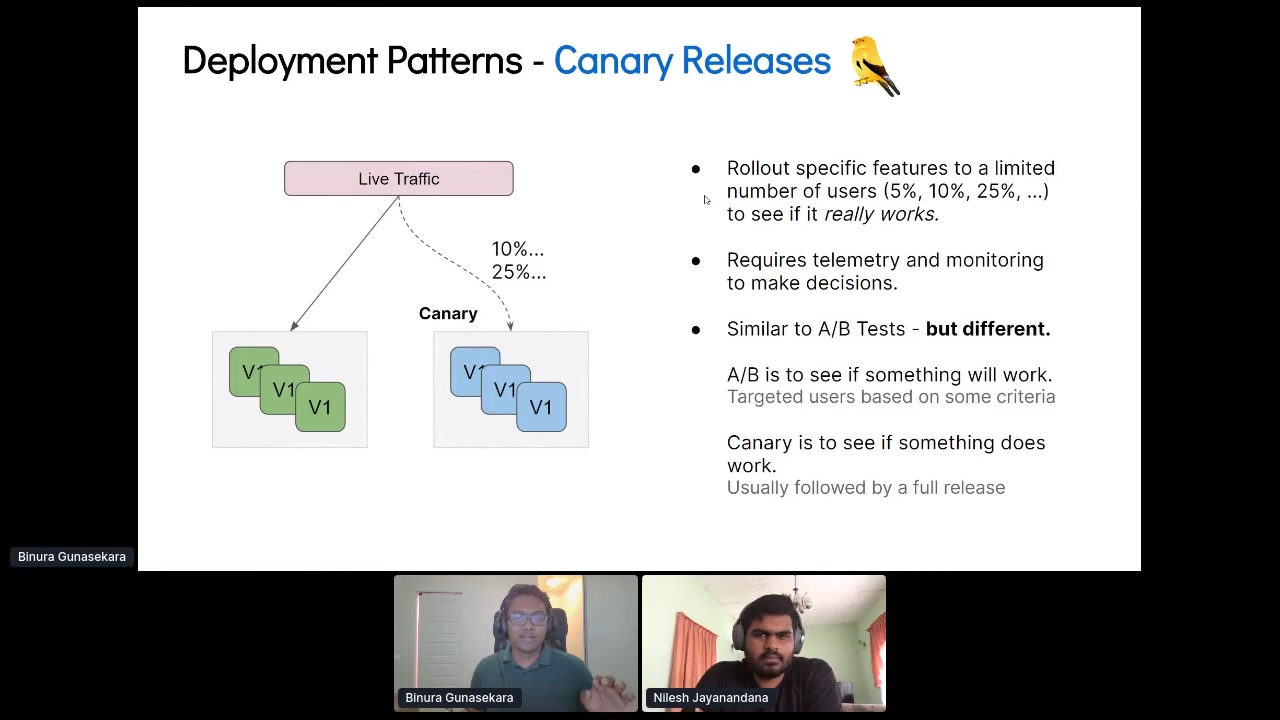 Deployment Patterns - Canary Releases
Live Traffic
10%...
25%...
Canary
V1
V1
V1
V1
V1
V1
● Rollout specific features to a limited
number of users (5%, 10%, 25%, ...)
to see if it really works.
● Requires telemetry and monitoring
to make decisions.
● Similar to A/B Tests - but different.
A/B is to see if something will work.
Targeted users based on some criteria
Canary is to see if something does
work.
Usually followed by a full release
Binura Gunasekara
Binura Gunasekara
Nilesh Jayanandana